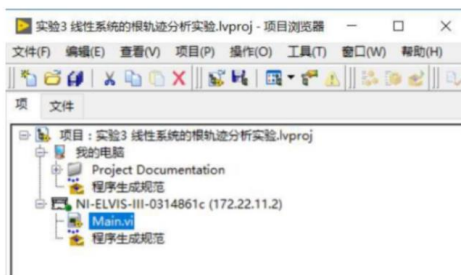 实验3 线性系统的根轨迹分析实验.lvproj - 项目浏览器
文件(F) 编辑(E) 查看(V) 项目(P) 操作(O) 工具(T) 窗口(W) 帮助(H)
项 文件
项目：实验3 线性系统的根轨迹分析实验.lvproj
我的电脑
Project Documentation
程序生成规范
NI-ELVIS-III-0314861c (172.22.11.2)
Main.vi
程序生成规范